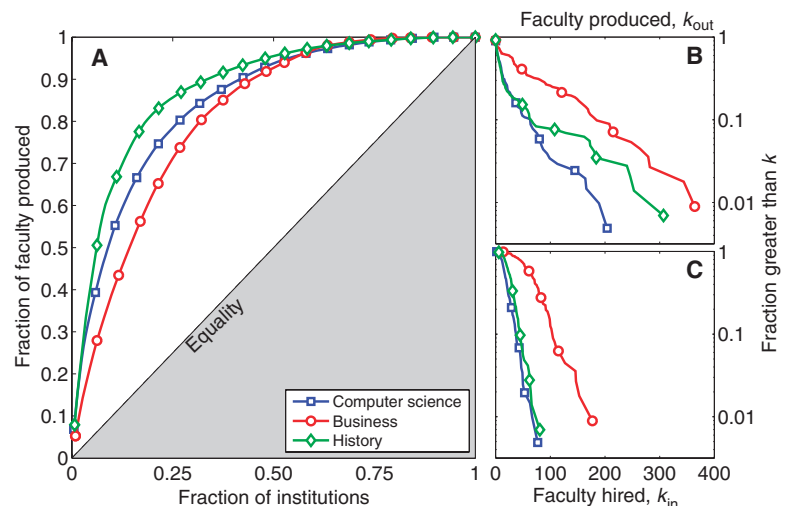 Faculty produced, k_out
A
1
0.9
0.8
0.7
0.6
0.5
0.4
0.3
0.2
0.1
0
Fraction of faculty produced
Equality
Computer science
Business
History
0
0.25
0.50
0.75
1
Fraction of institutions
B
1
0.1
0.01
C
1
0.1
0.01
Fraction greater than k
0
100
200
300
400
Faculty hired, k_in